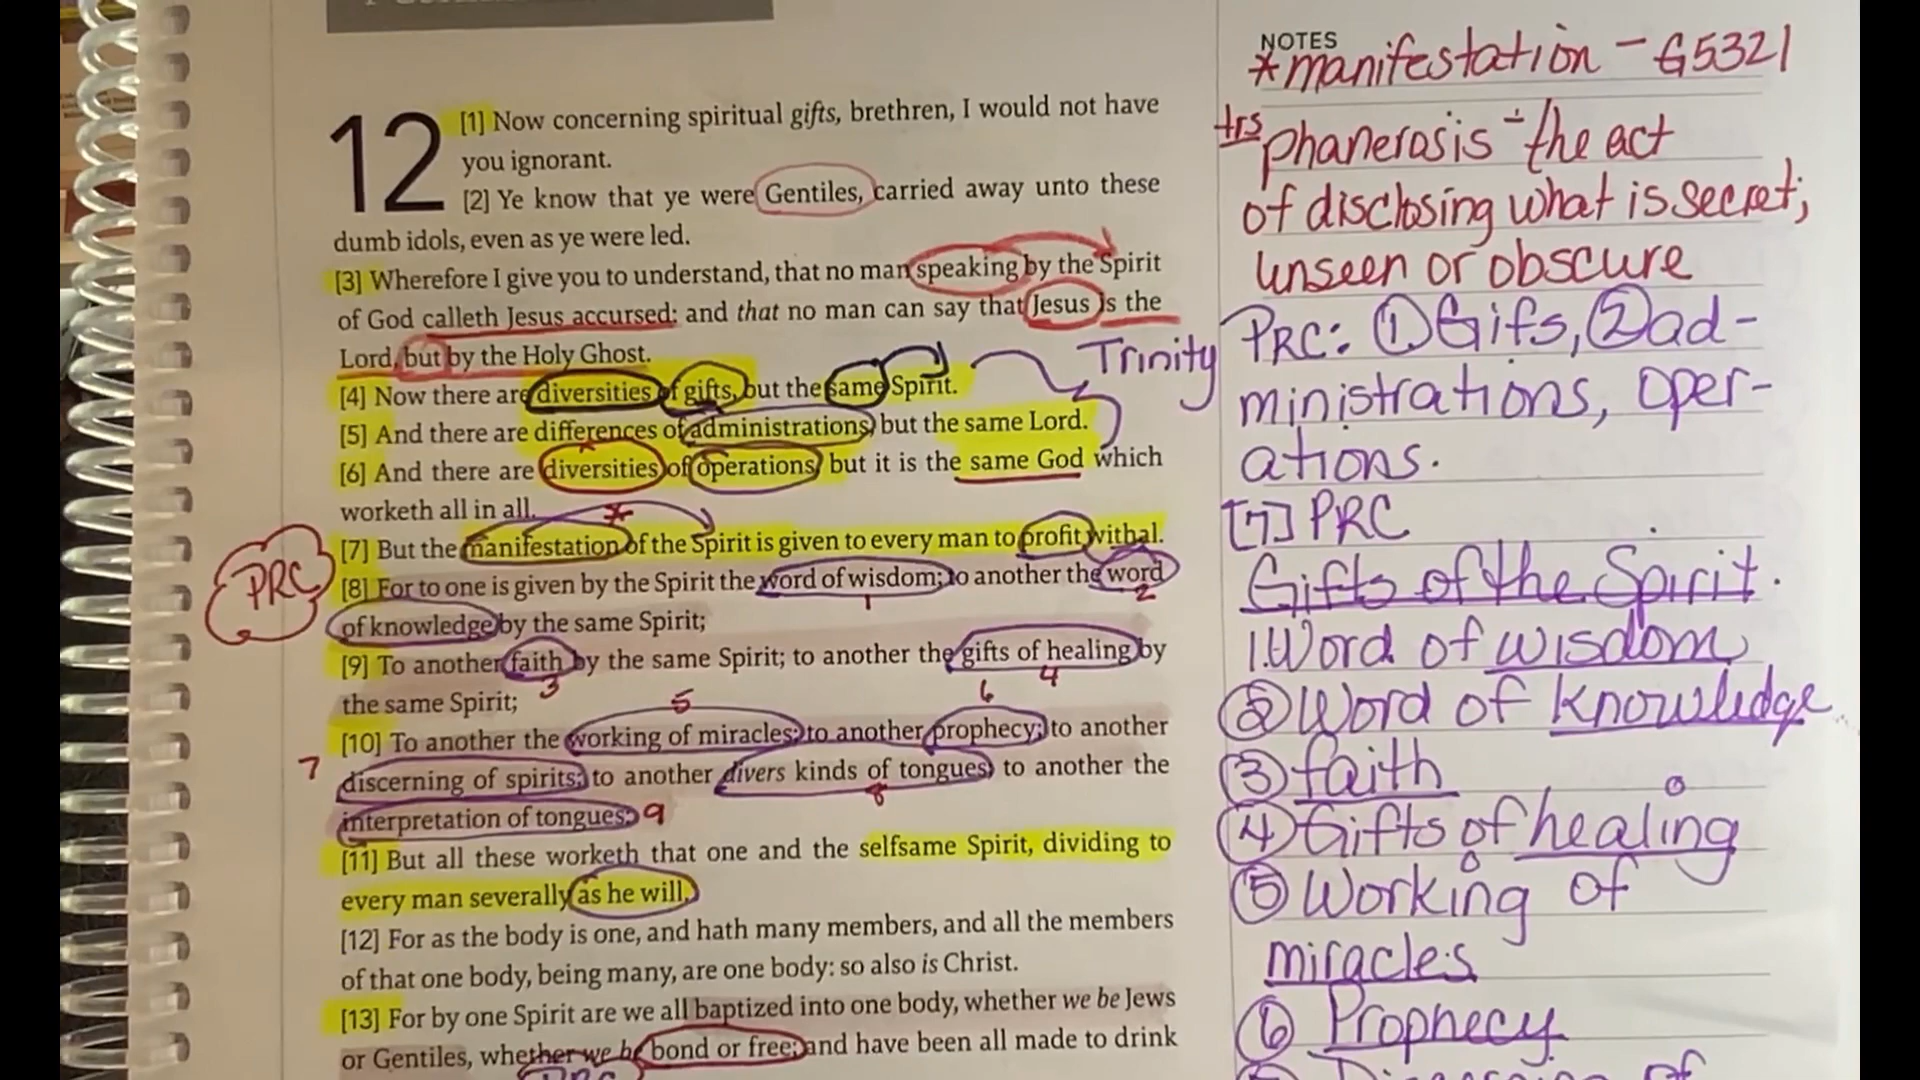 12 [1] Now concerning spiritual gifts, brethren, I would not have
you ignorant.
[2] Ye know that ye were Gentiles, carried away unto these
dumb idols, even as ye were led.
[3] Wherefore I give you to understand, that no man speaking by the Spirit
of God calleth Jesus accursed: and that no man can say that Jesus is the
Lord, but by the Holy Ghost.
[4] Now there are diversities of gifts, but the same Spirit.
Trinity
[5] And there are differences of administrations, but the same Lord.
[6] And there are diversities of operations, but it is the same God which
worketh all in all.
*
PRC
[7] But the manifestation of the Spirit is given to every man to profit withal.
[8] For to one is given by the Spirit the word of wisdom; to another the word
1 2
of knowledge by the same Spirit;
[9] To another faith by the same Spirit; to another the gifts of healing by
3 4
the same Spirit;
5 6
[10] To another the working of miracles; to another prophecy; to another
7
discerning of spirits; to another divers kinds of tongues; to another the
8
interpretation of tongues: 9
[11] But all these worketh that one and the selfsame Spirit, dividing to
every man severally as he will.
[12] For as the body is one, and hath many members, and all the members
of that one body, being many, are one body: so also is Christ.
[13] For by one Spirit are we all baptized into one body, whether we be Jews
or Gentiles, whether we be bond or free; and have been all made to drink
NOTES
*manifestation - G5321
trs phanerosis - the act
of disclosing what is secret;
unseen or obscure
PRC: ① Gifs, ② ad-
ministrations, oper-
ations.
[7] PRC
Gifts of the Spirit.
1. Word of wisdom
② Word of knowledge
③ faith
④ Gifts of healing
⑤ Working of
miracles
⑥ Prophecy